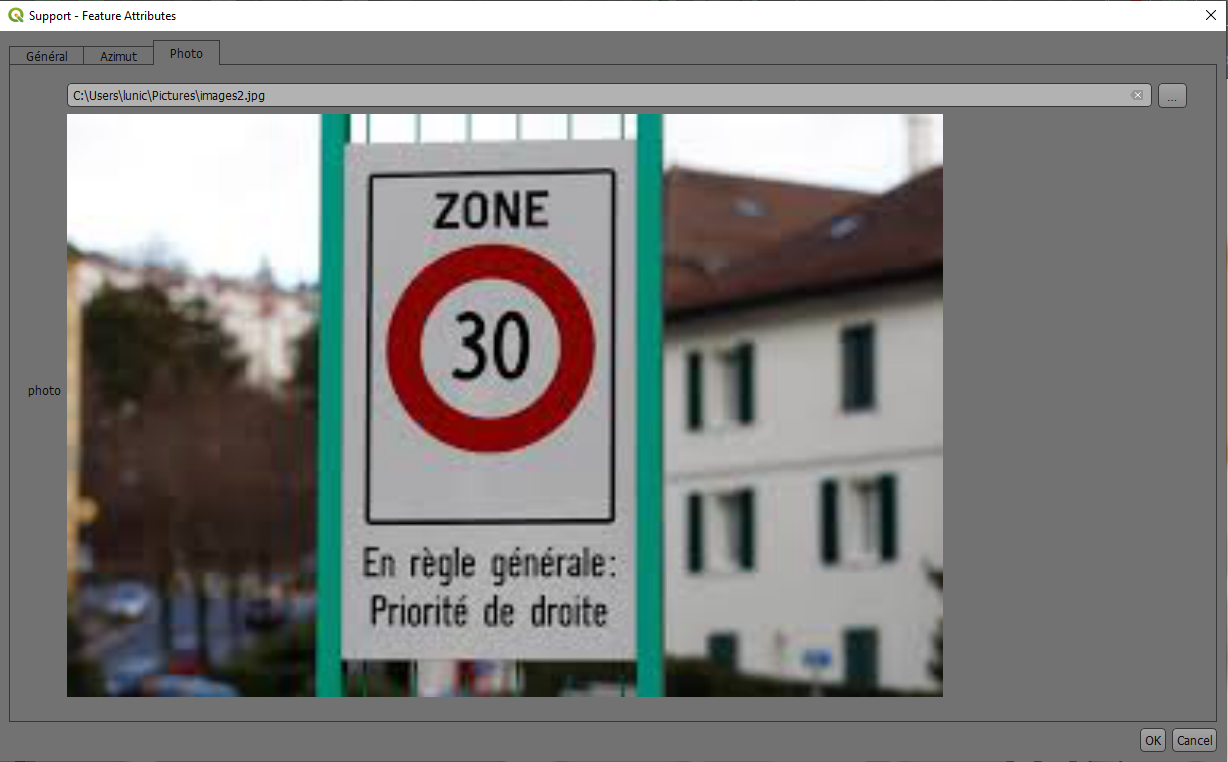 Support - Feature Attributes
Général
Azimut
Photo
C:\Users\lunic\Pictures\images2.jpg
...
photo
ZONE
30
En règle générale:
Priorité de droite
OK
Cancel